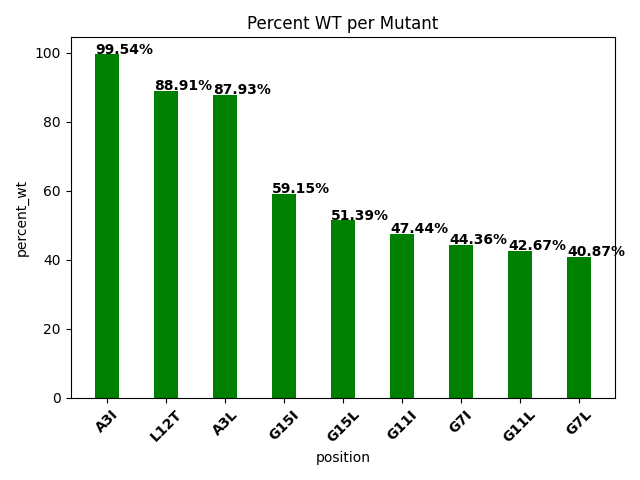 Percent WT per Mutant
percent_wt
100
80
60
40
20
0
99.54%
88.91%
87.93%
59.15%
51.39%
47.44%
44.36%
42.67%
40.87%
A3I
L12T
A3L
G15I
G15L
G11I
G7I
G11L
G7L
position